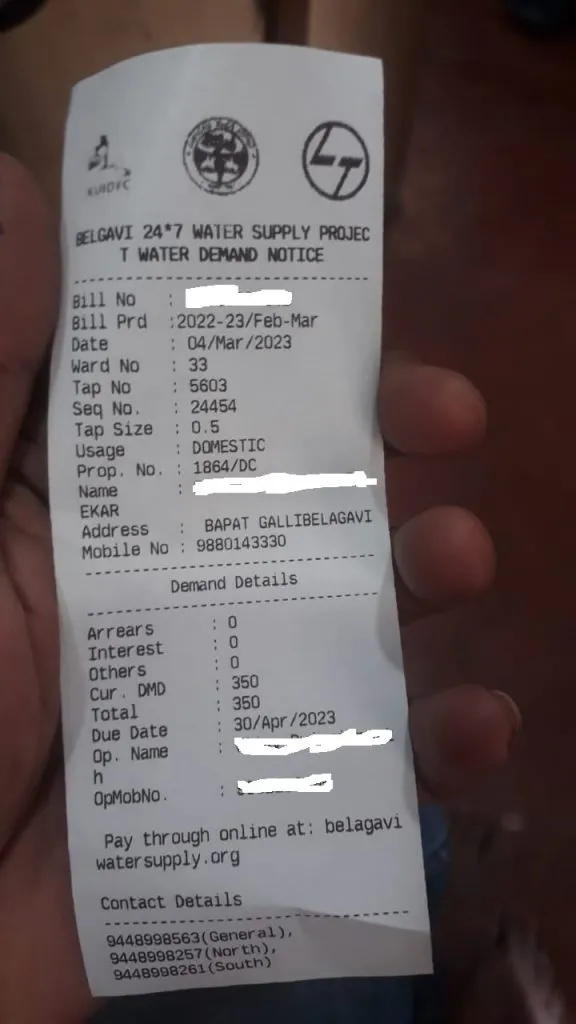 KUIDFC
LT
BELGAVI 24*7 WATER SUPPLY PROJEC
T WATER DEMAND NOTICE
Bill No :
Bill Prd :2022-23/Feb-Mar
Date : 04/Mar/2023
Ward No : 33
Tap No : 5603
Seq No. : 24454
Tap Size : 0.5
Usage : DOMESTIC
Prop. No. : 1864/DC
Name :
EKAR
Address : BAPAT GALLIBELAGAVI
Mobile No : 9880143330
Demand Details
Arrears : 0
Interest : 0
Others : 0
Cur. DMD : 350
Total : 350
Due Date : 30/Apr/2023
Op. Name :
h
OpMobNo. :
Pay through online at: belagavi
watersupply.org
Contact Details
9448998563(General),
9448998257(North),
9448998261(South)